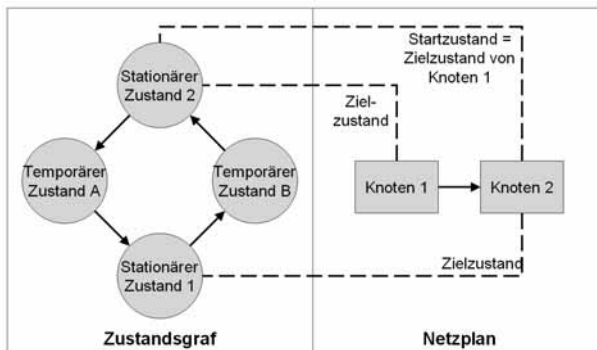 Stationärer
Zustand 2
Temporärer
Zustand A
Temporärer
Zustand B
Stationärer
Zustand 1
Zustandsgraf
Startzustand =
Zielzustand von
Knoten 1
Ziel-
zustand
Knoten 1
Knoten 2
Zielzustand
Netzplan